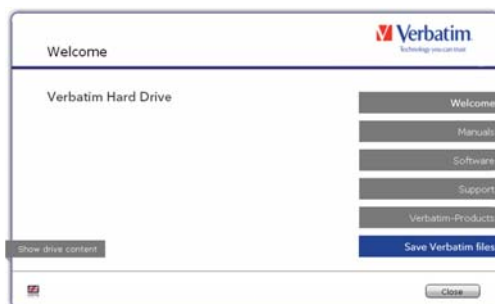 Verbatim
Technology you can trust
Welcome
Verbatim Hard Drive
Welcome
Manuals
Software
Support
Verbatim-Products
Show drive content
Save Verbatim files
Close